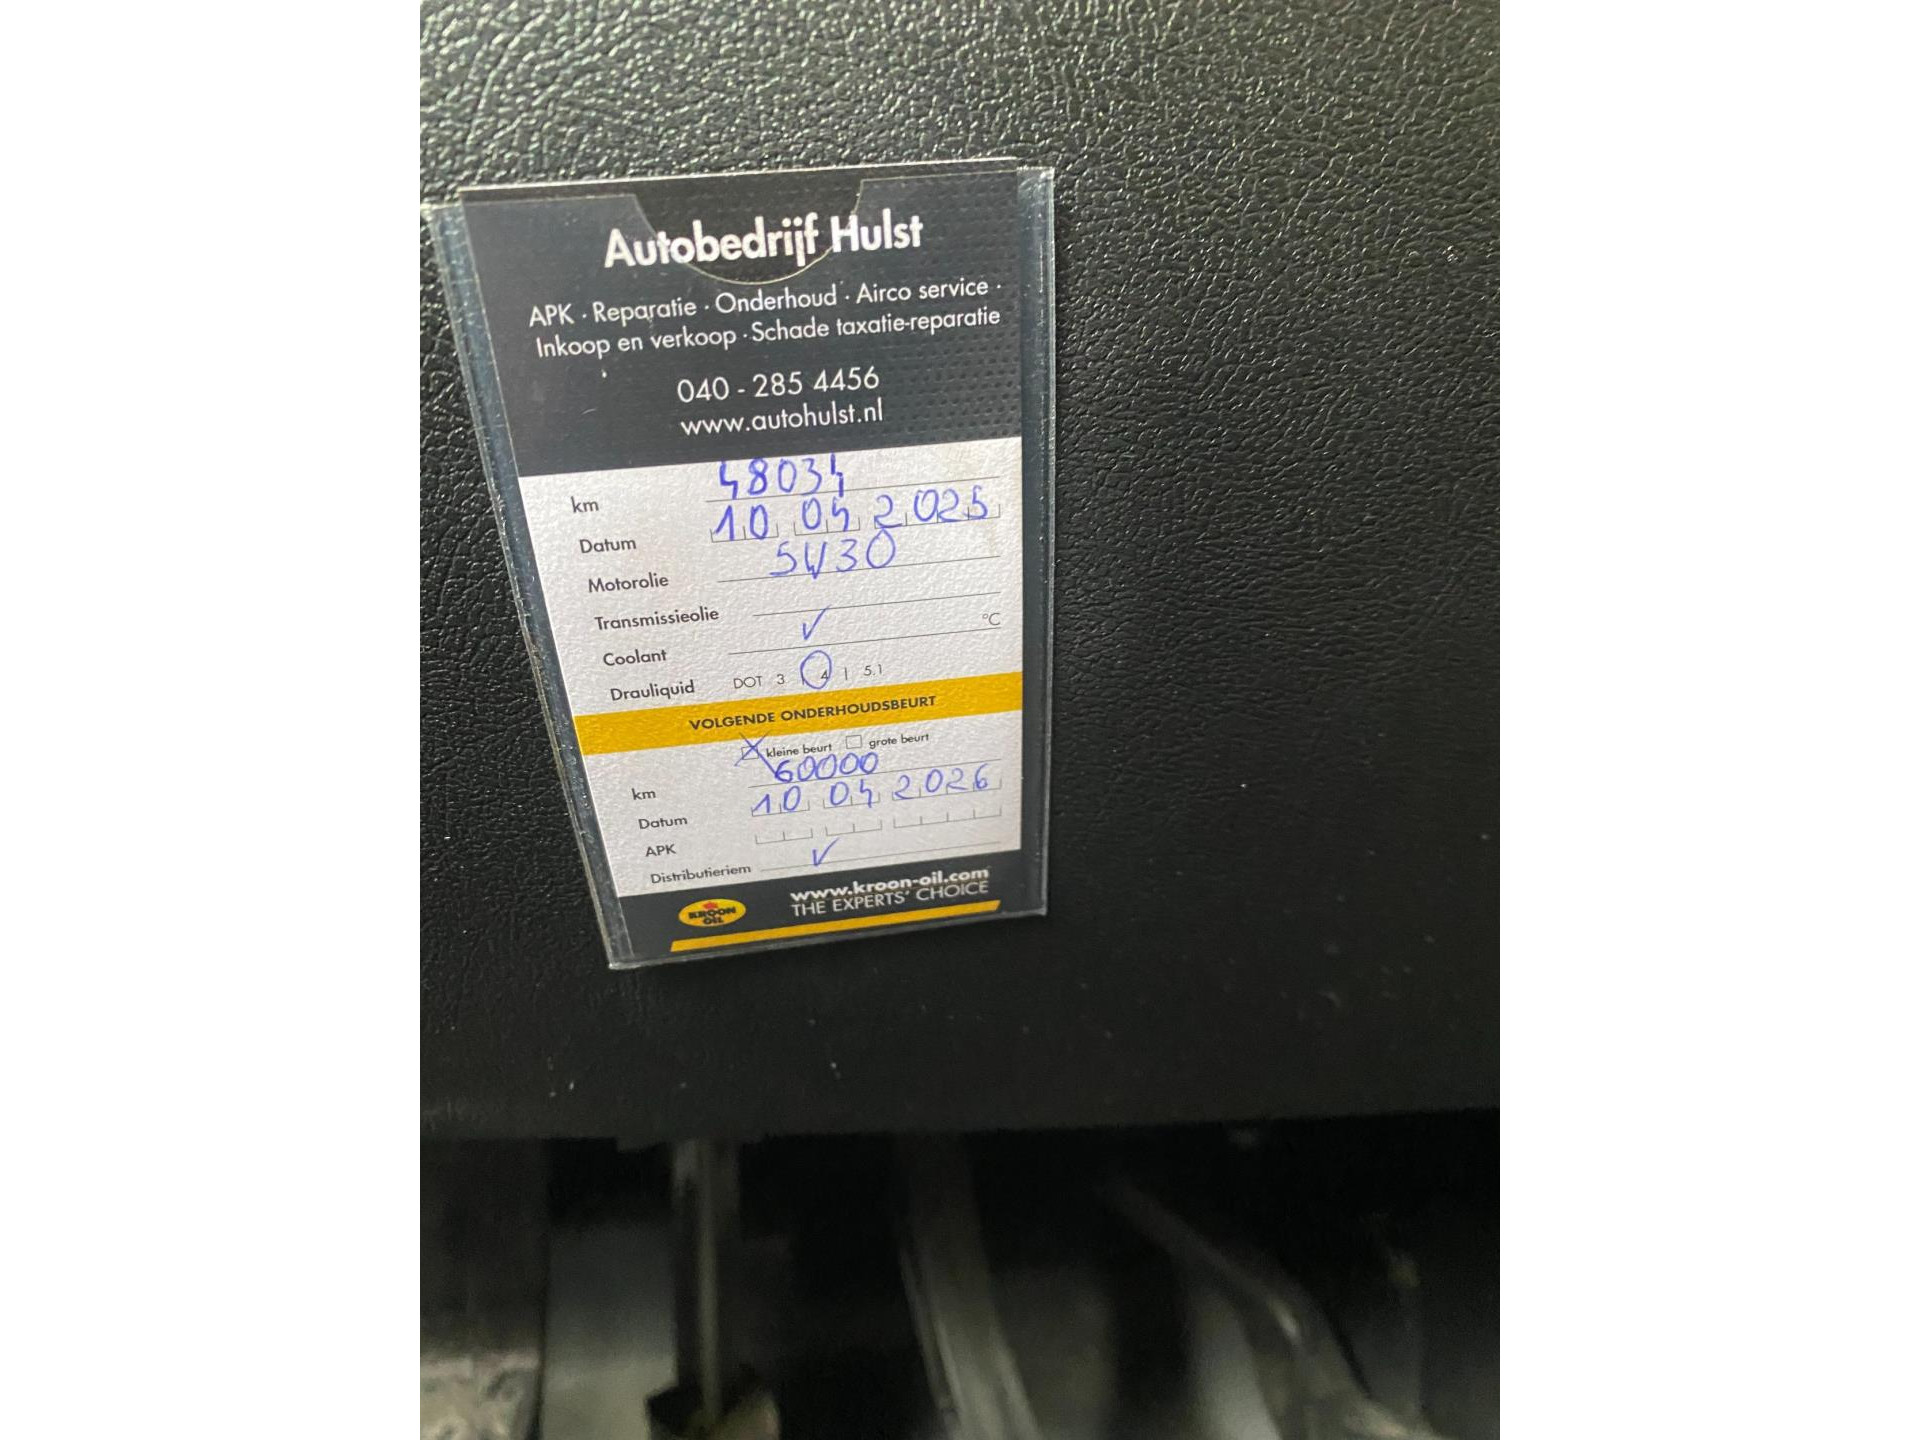 Autobedrijf Hulst
APK · Reparatie · Onderhoud · Airco service ·
Inkoop en verkoop · Schade taxatie-reparatie
040 - 285 4456
www.autohulst.nl
km 48034
Datum 10 04 2025
Motorolie 5W30
Transmissieolie
Coolant ✓ °C
Drauliquid DOT 3 | 4 | 5.1
VOLGENDE ONDERHOUDSBEURT
☒ kleine beurt ☐ grote beurt
km 60000
Datum 10 04 2026
APK
Distributieriem ✓
KROON
OIL
www.kroon-oil.com
THE EXPERTS' CHOICE